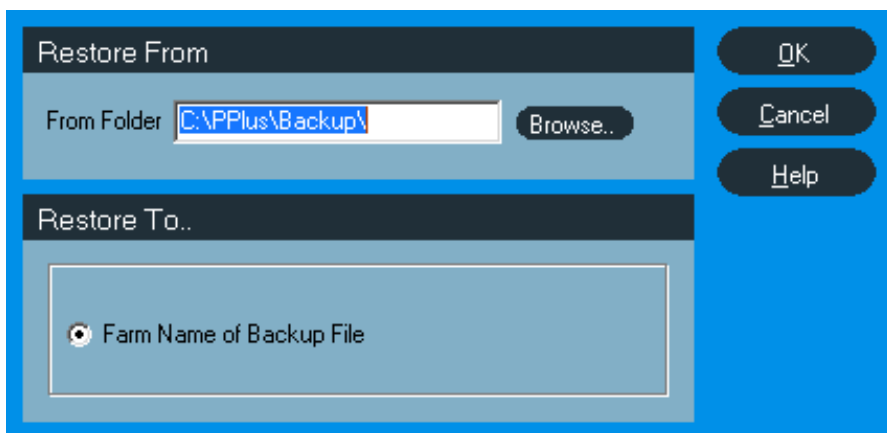 Restore From
From Folder C:\PPlus\Backup\ Browse..
Restore To..
Farm Name of Backup File
OK
Cancel
Help